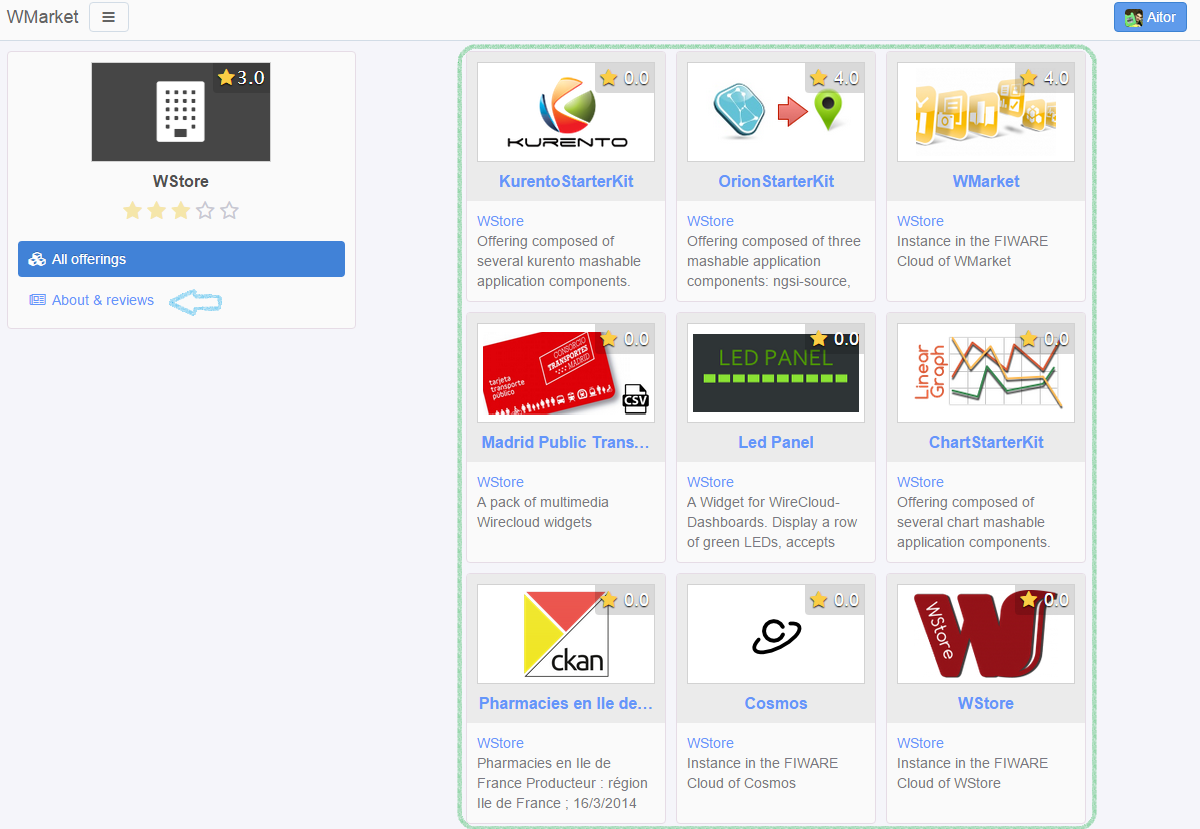 WMarket
Aitor
3.0
WStore
All offerings
About & reviews
0.0
KURENTO
KurentoStarterKit
WStore
Offering composed of
several kurento mashable
application components.
4.0
OrionStarterKit
WStore
Offering composed of three
mashable application
components: ngsi-source,
4.0
WMarket
WStore
Instance in the FIWARE
Cloud of WMarket
0.0
CONSORCIO
TRANSPORTES
MADRID
tarjeta
transporte
público
CSV
Madrid Public Trans...
WStore
A pack of multimedia
Wirecloud widgets
0.0
LED PANEL
Led Panel
WStore
A Widget for WireCloud-
Dashboards. Display a row
of green LEDs, accepts
0.0
Linear
Graph
ChartStarterKit
WStore
Offering composed of
several chart mashable
application components.
0.0
ckan
Pharmacies en Ile de...
WStore
Pharmacies en Ile de
France Producteur : région
Ile de France ; 16/3/2014
0.0
Cosmos
WStore
Instance in the FIWARE
Cloud of Cosmos
0.0
WStore
W
WStore
WStore
Instance in the FIWARE
Cloud of WStore